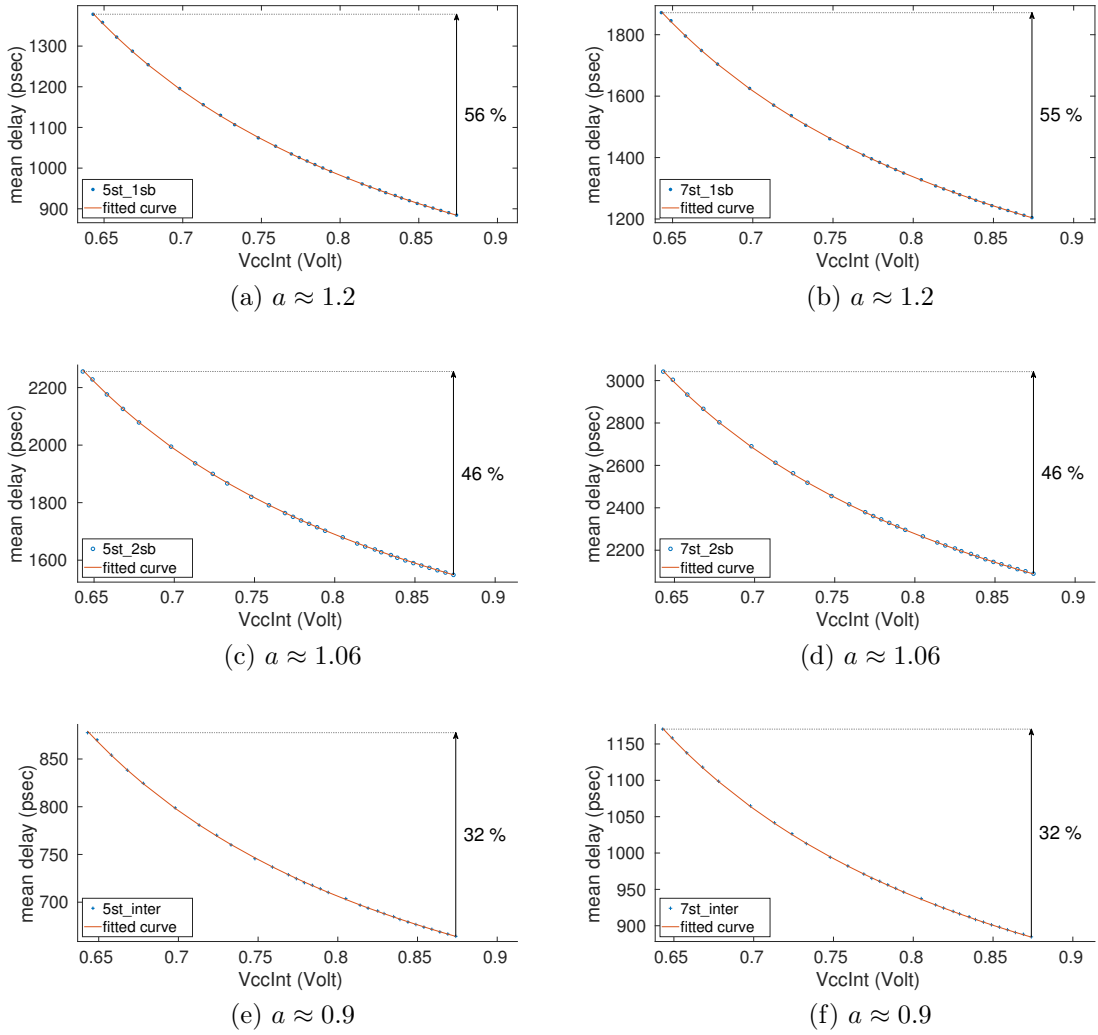 1300
1200
1100
1000
900
mean delay (psec)
56 %
5st_1sb
fitted curve
0.65 0.7 0.75 0.8 0.85 0.9
VccInt (Volt)
(a) a ≈ 1.2
1800
1600
1400
1200
mean delay (psec)
55 %
7st_1sb
fitted curve
0.65 0.7 0.75 0.8 0.85 0.9
VccInt (Volt)
(b) a ≈ 1.2
2200
2000
1800
1600
mean delay (psec)
46 %
5st_2sb
fitted curve
0.65 0.7 0.75 0.8 0.85 0.9
VccInt (Volt)
(c) a ≈ 1.06
3000
2800
2600
2400
2200
mean delay (psec)
46 %
7st_2sb
fitted curve
0.65 0.7 0.75 0.8 0.85 0.9
VccInt (Volt)
(d) a ≈ 1.06
850
800
750
700
mean delay (psec)
32 %
5st_inter
fitted curve
0.65 0.7 0.75 0.8 0.85 0.9
VccInt (Volt)
(e) a ≈ 0.9
1150
1100
1050
1000
950
900
mean delay (psec)
32 %
7st_inter
fitted curve
0.65 0.7 0.75 0.8 0.85 0.9
VccInt (Volt)
(f) a ≈ 0.9